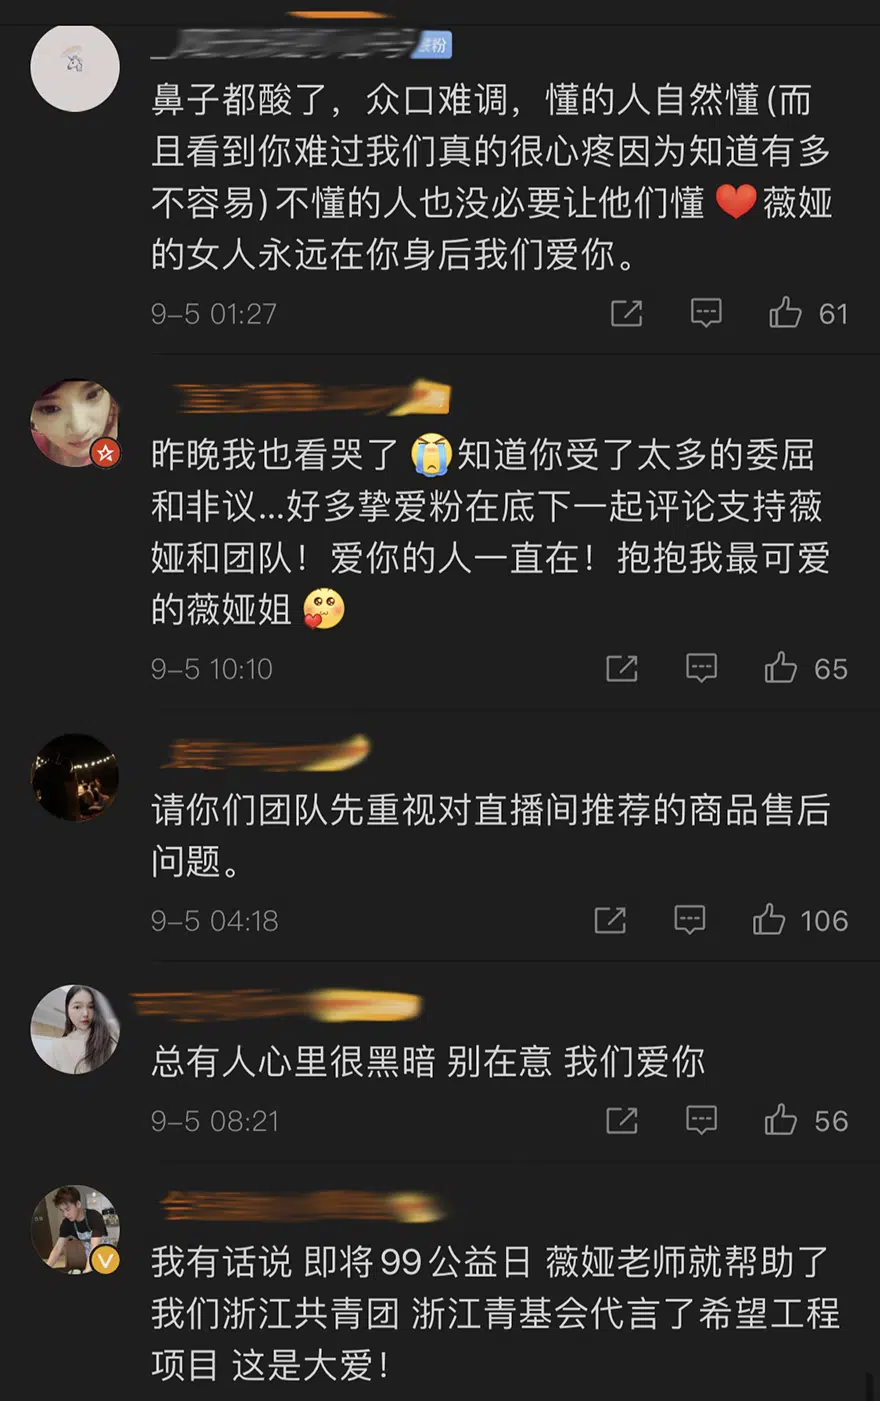 鼻子都酸了，众口难调，懂的人自然懂(而
且看到你难过我们真的很心疼因为知道有多
不容易)不懂的人也没必要让他们懂❤️薇娅
的女人永远在你身后我们爱你。
9-5 01:27
61
昨晚我也看哭了😭知道你受了太多的委屈
和非议...好多挚爱粉在底下一起评论支持薇
娅和团队！爱你的人一直在！抱抱我最可爱
的薇娅姐🥰
9-5 10:10
65
请你们团队先重视对直播间推荐的商品售后
问题。
9-5 04:18
106
总有人心里很黑暗 别在意 我们爱你
9-5 08:21
56
我有话说 即将99公益日 薇娅老师就帮助了
我们浙江共青团 浙江青基会代言了希望工程
项目 这是大爱！